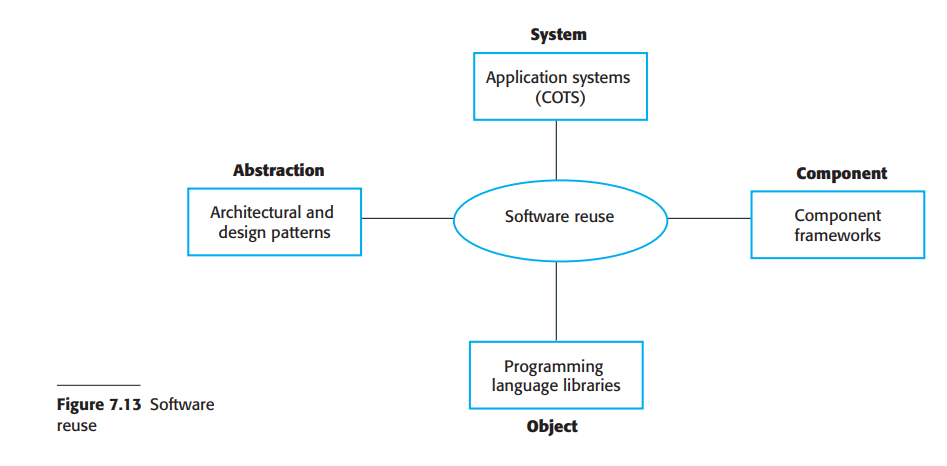 System
Application systems
(COTS)
Abstraction
Architectural and
design patterns
Software reuse
Component
Component
frameworks
Programming
language libraries
Object
Figure 7.13 Software
reuse